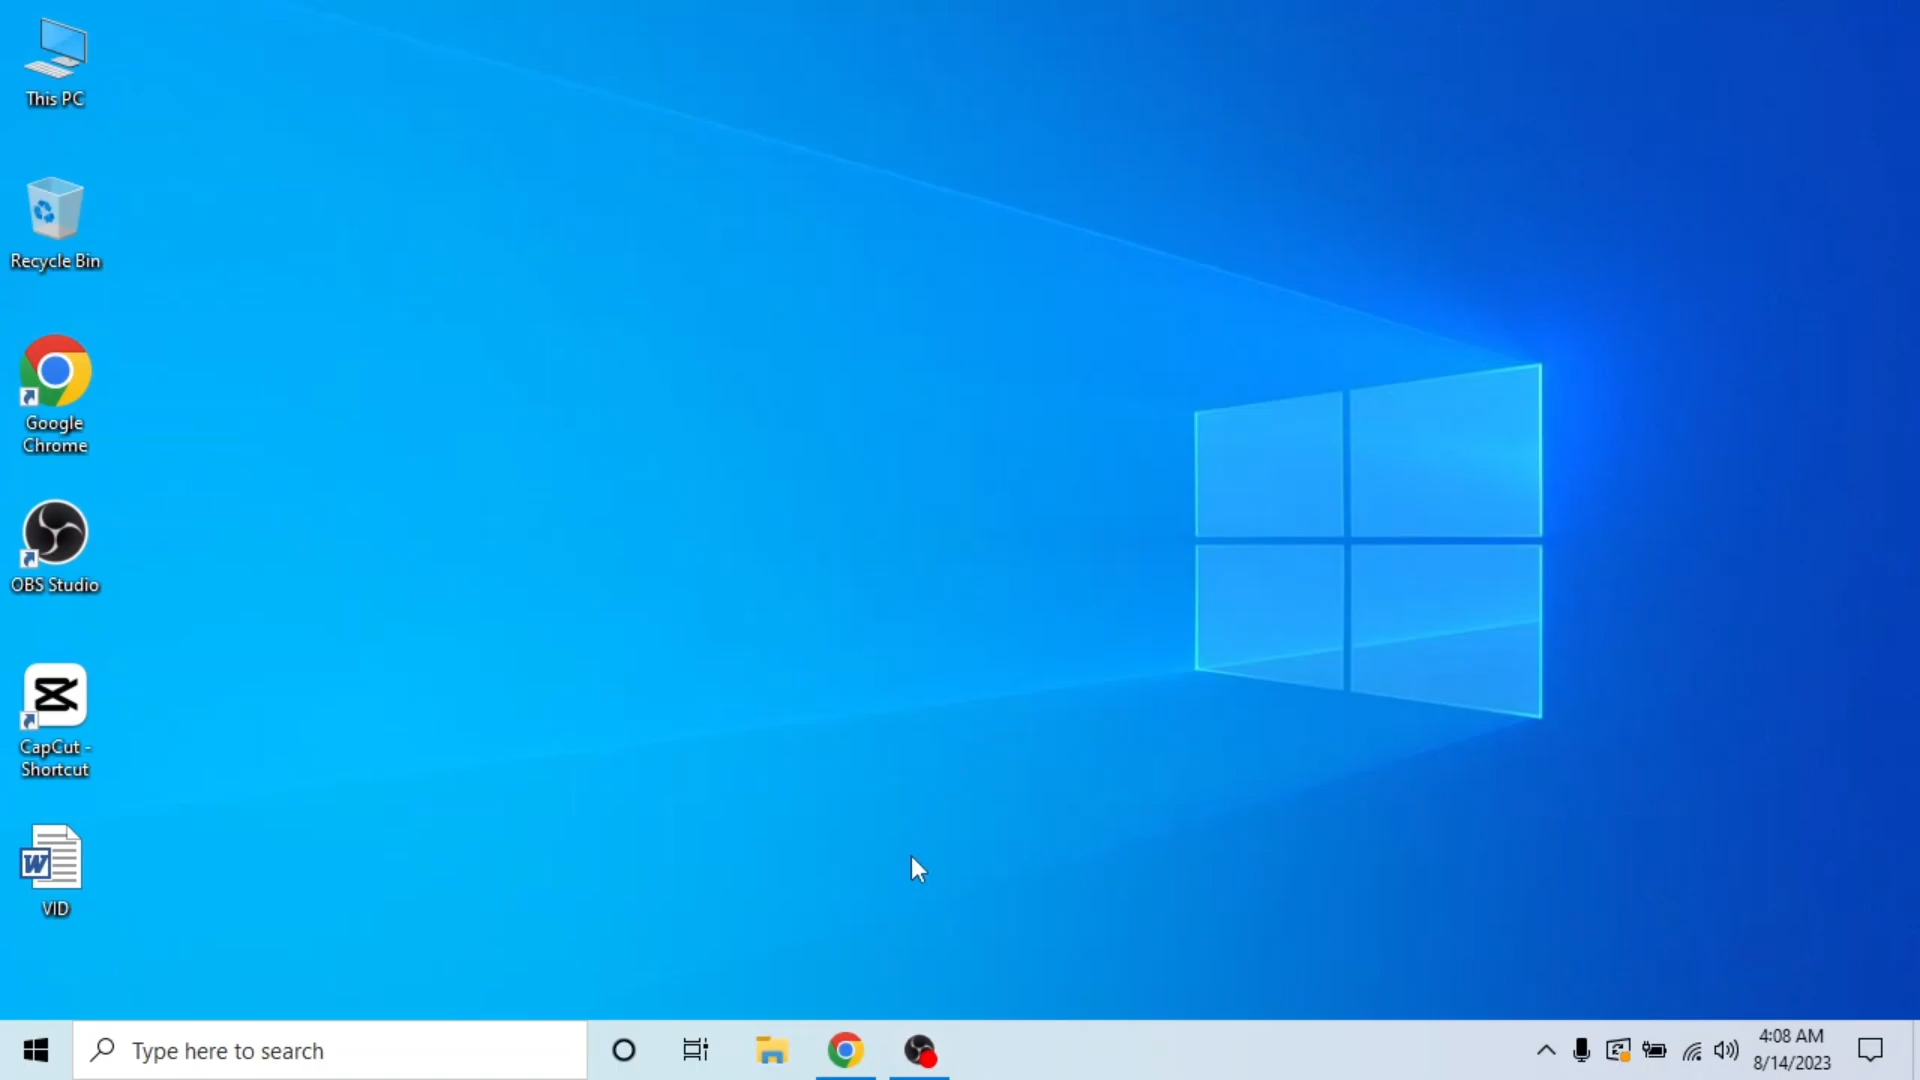 This PC
Recycle Bin
Google
Chrome
OBS Studio
CapCut -
Shortcut
W
VID
Type here to search
4:08 AM
8/14/2023